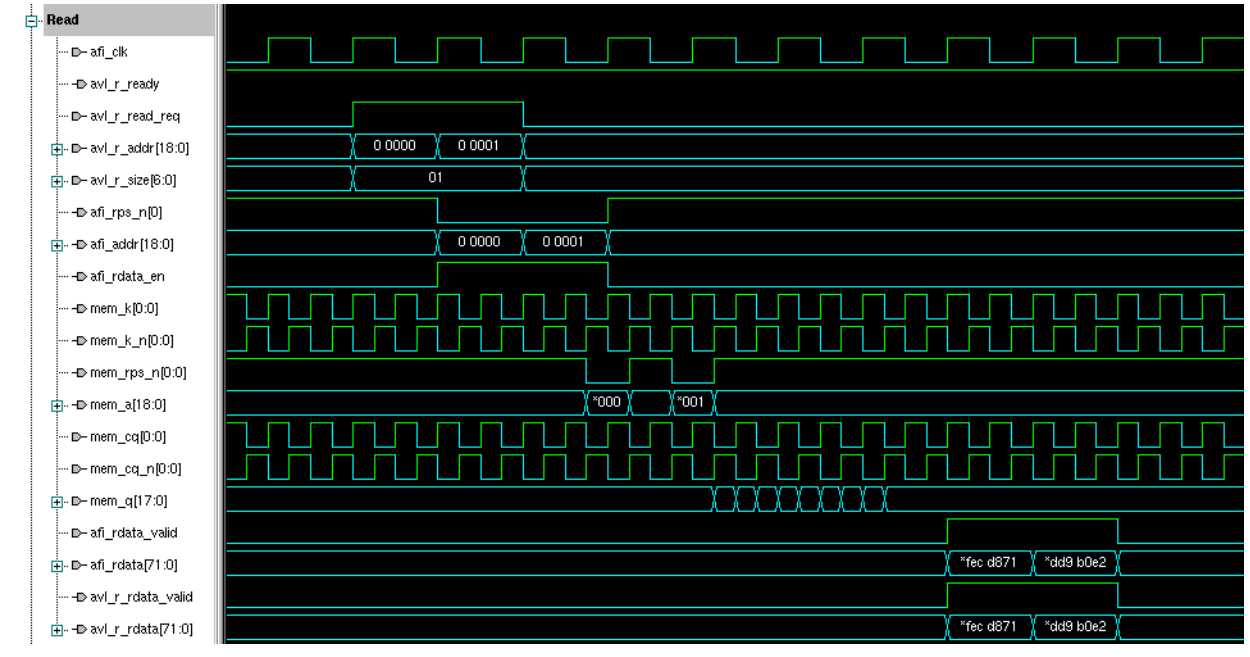 Read
afi_clk
avl_r_ready
avl_r_read_req
avl_r_addr[18:0] 0 0000 0 0001
avl_r_size[6:0] 01
afi_rps_n[0]
afi_addr[18:0] 0 0000 0 0001
afi_rdata_en
mem_k[0:0]
mem_k_n[0:0]
mem_rps_n[0:0]
mem_a[18:0] *000 *001
mem_cq[0:0]
mem_cq_n[0:0]
mem_q[17:0]
afi_rdata_valid
afi_rdata[71:0] *fec d871 *dd9 b0e2
avl_r_rdata_valid
avl_r_rdata[71:0] *fec d871 *dd9 b0e2